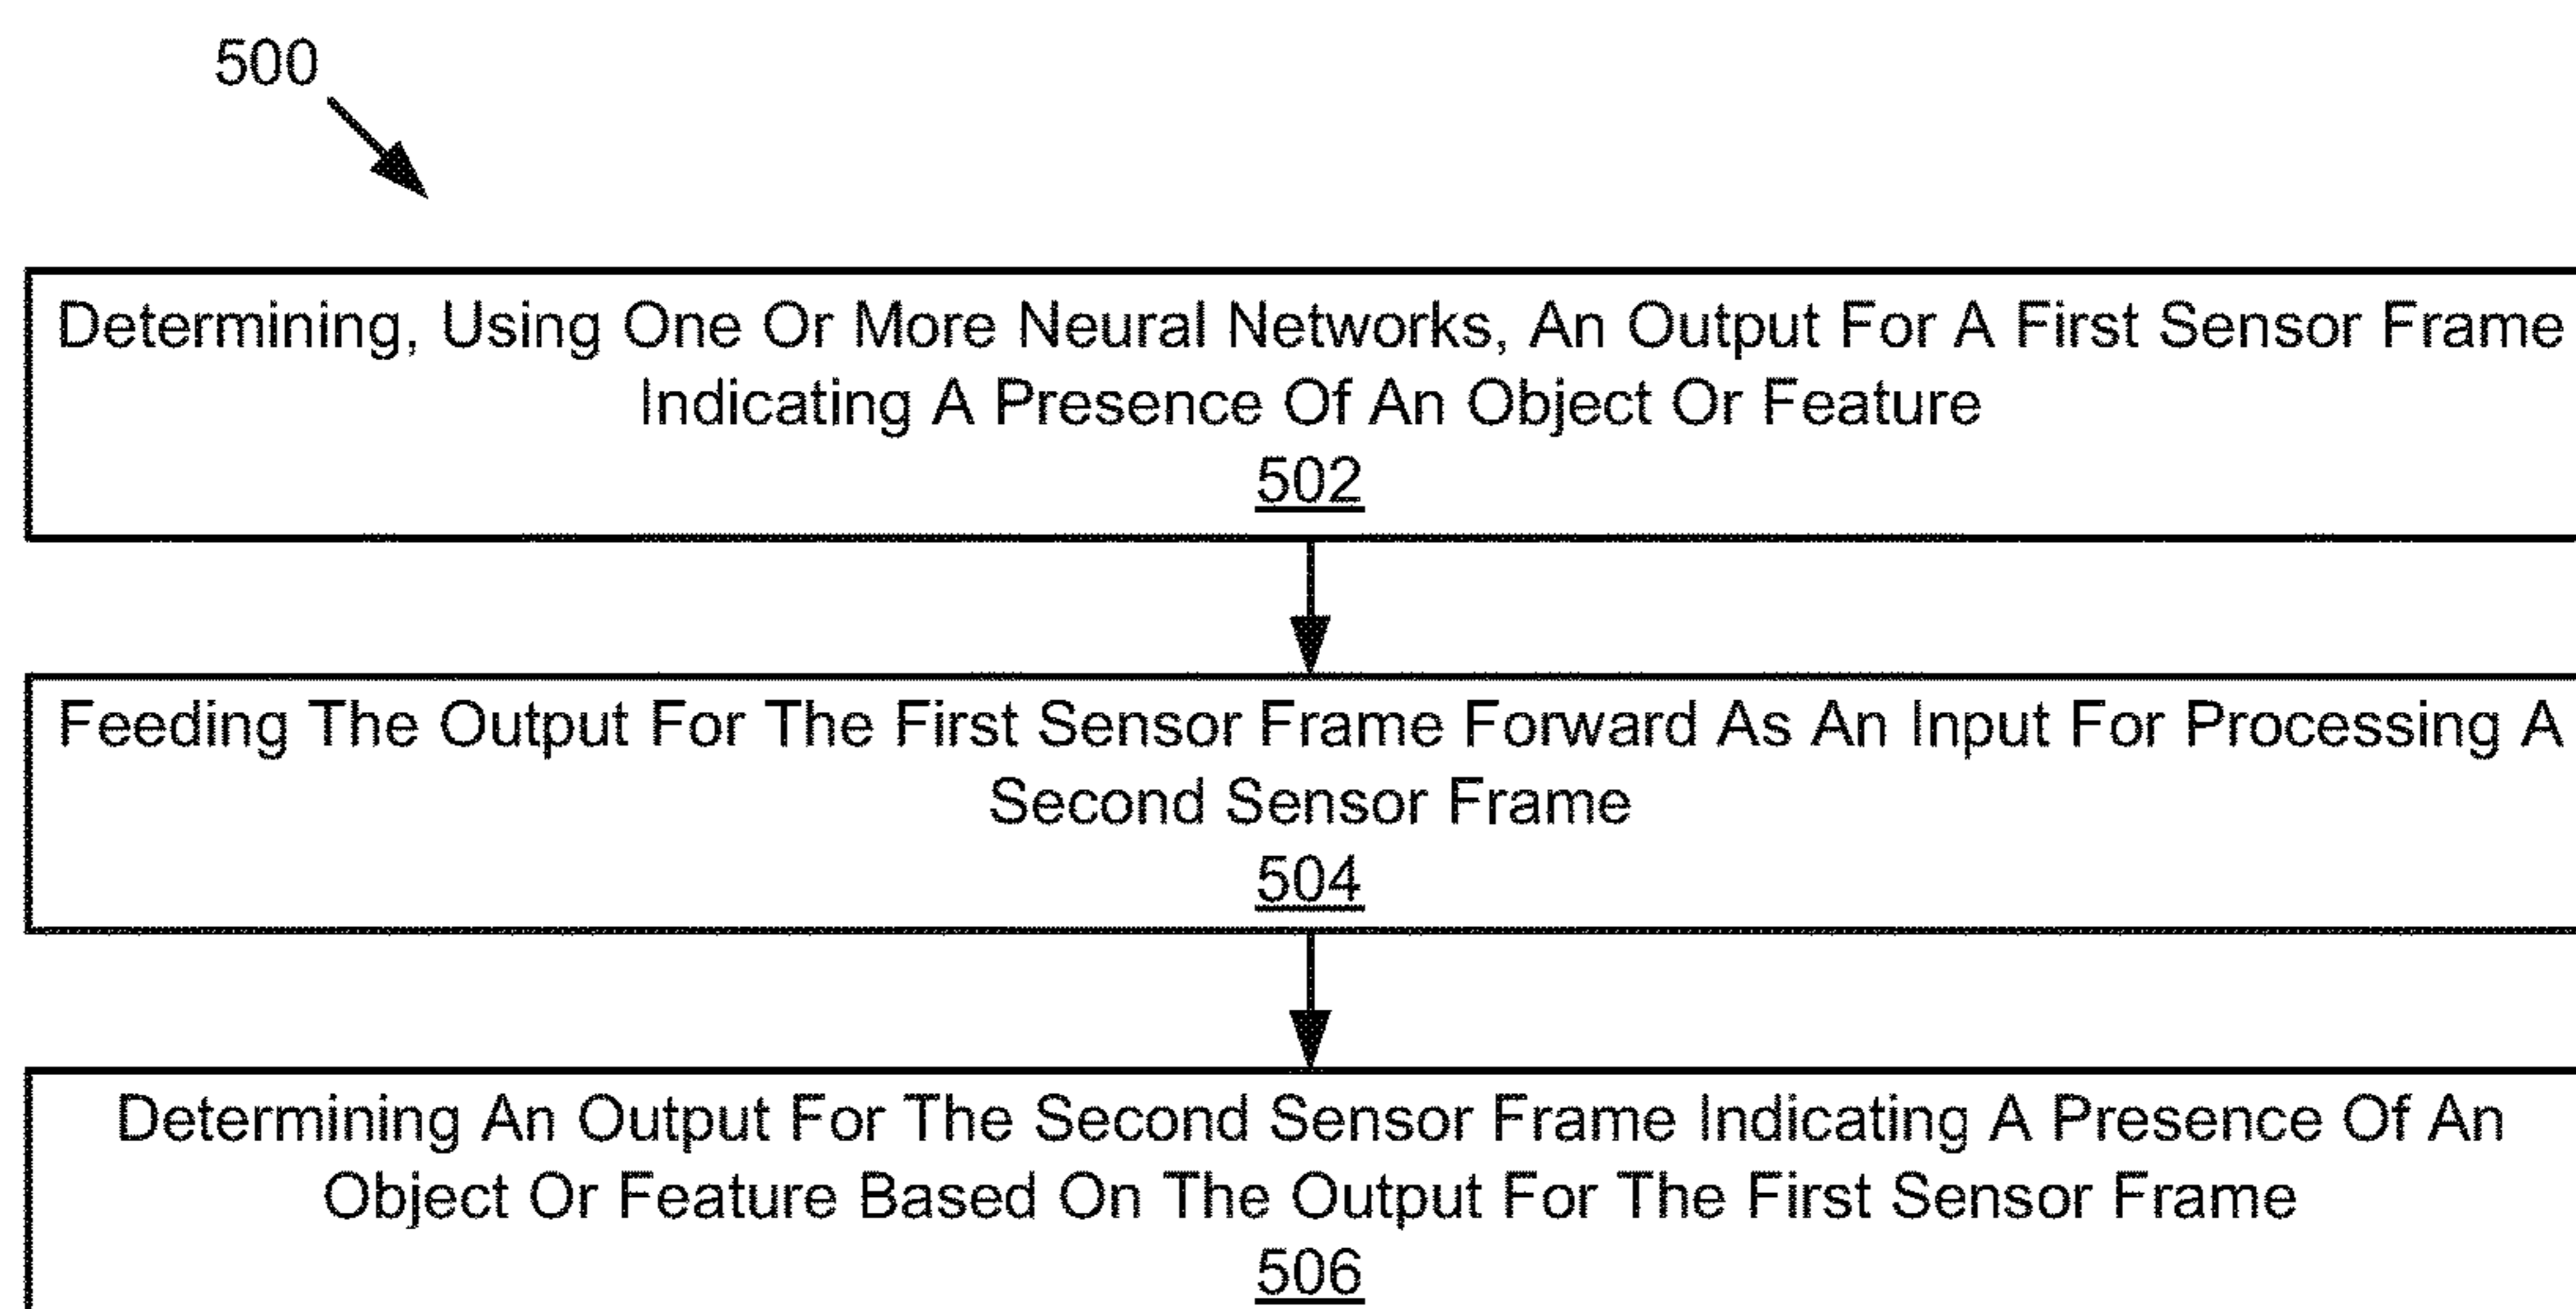 500
Determining, Using One Or More Neural Networks, An Output For A First Sensor Frame
Indicating A Presence Of An Object Or Feature
502
Feeding The Output For The First Sensor Frame Forward As An Input For Processing A
Second Sensor Frame
504
Determining An Output For The Second Sensor Frame Indicating A Presence Of An
Object Or Feature Based On The Output For The First Sensor Frame
506